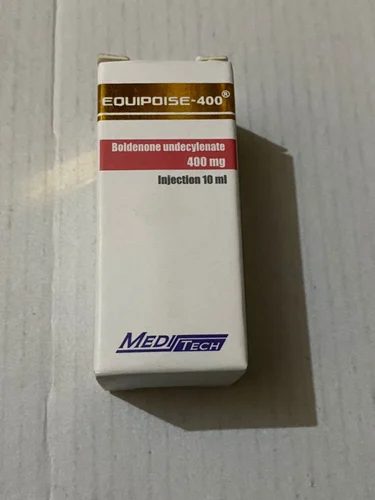 EQUIPOISE-400®
Boldenone undecylenate
400 mg
Injection 10 ml
MEDITECH